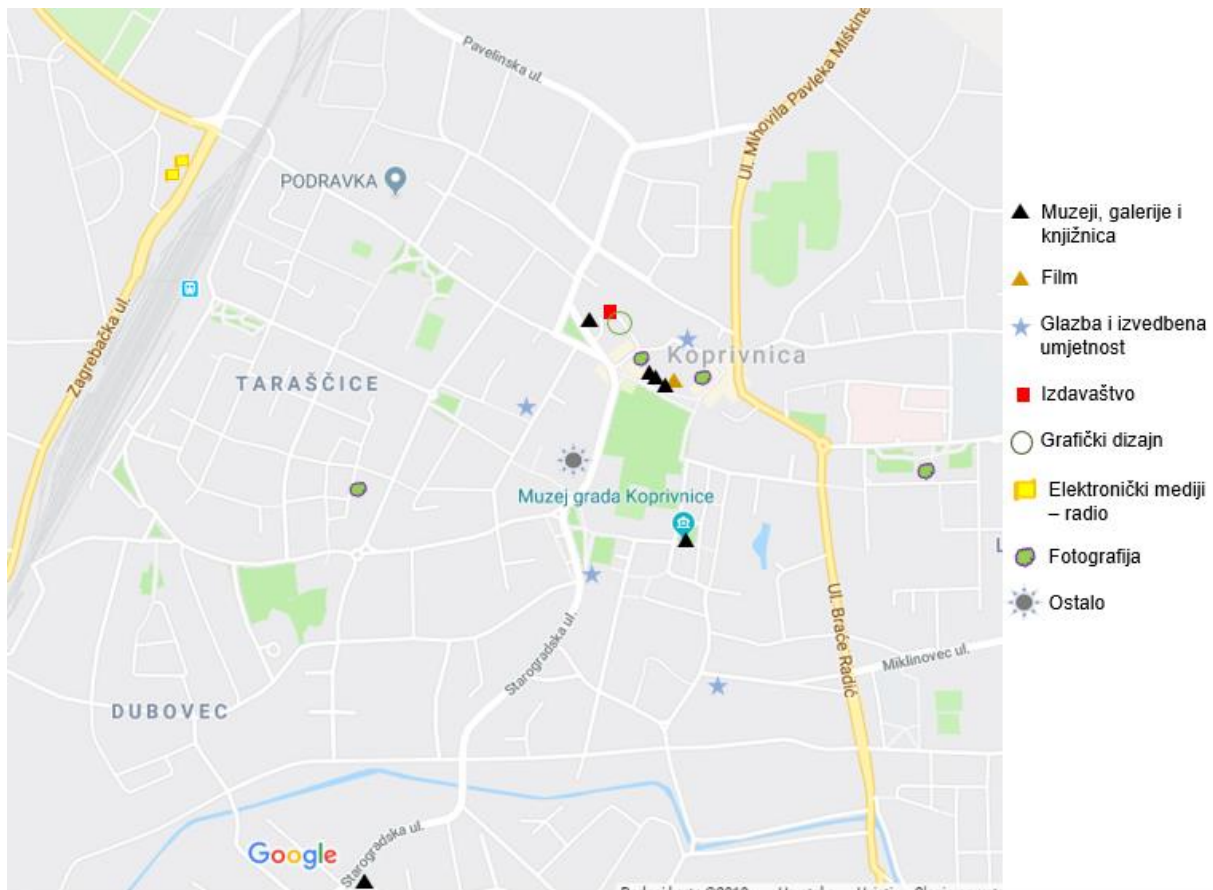 Pavelinska ul.
Ul. Mihovila Pavleka Miškine
PODRAVKA
Zagrebačka ul.
Koprivnica
TARAŠČICE
Muzej grada Koprivnice
Starogradska ul.
Ul. Braće Radić
Miklinovec ul.
DUBOVEC
Google
Starogradska ul.
Muzeji, galerije i
knjižnica
Film
Glazba i izvedbena
umjetnost
Izdavaštvo
Grafički dizajn
Elektronički mediji
– radio
Fotografija
Ostalo